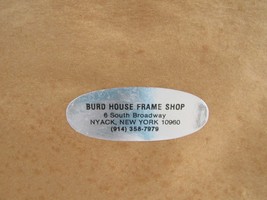 BURD HOUSE FRAME SHOP
6 South Broadway
NYACK, NEW YORK 10960
(914) 358-7979